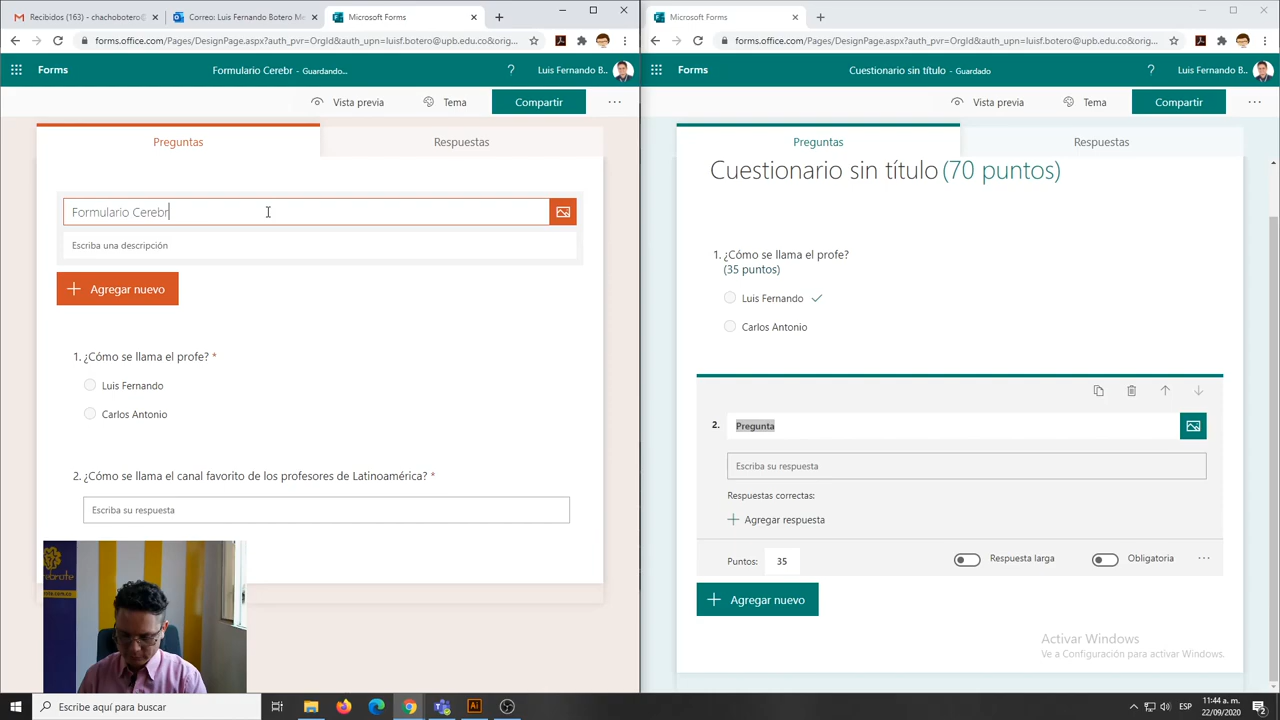 Recibidos (163) - chachobotero@
Correo: Luis Fernando Botero Me
Microsoft Forms
forms.office.com/Pages/DesignPage.aspx?auth_pvr=OrgId&auth_upn=luisf.botero@upb.edu.co&orig...
Forms
Formulario Cerebr - Guardando...
?
Luis Fernando B..
Vista previa
Tema
Compartir
...
Preguntas
Respuestas
Formulario Cerebr
Escriba una descripción
+ Agregar nuevo
1. ¿Cómo se llama el profe? *
Luis Fernando
Carlos Antonio
2. ¿Cómo se llama el canal favorito de los profesores de Latinoamérica? *
Escriba su respuesta
Microsoft Forms
forms.office.com/Pages/DesignPage.aspx?auth_pvr=OrgId&auth_upn=luisf.botero@upb.edu.co&orig...
Forms
Cuestionario sin título - Guardado
?
Luis Fernando B..
Vista previa
Tema
Compartir
...
Preguntas
Respuestas
Cuestionario sin título (70 puntos)
1. ¿Cómo se llama el profe?
(35 puntos)
Luis Fernando
Carlos Antonio
2. Pregunta
Escriba su respuesta
Respuestas correctas:
+ Agregar respuesta
Puntos: 35
Respuesta larga
Obligatoria
...
+ Agregar nuevo
Activar Windows
Ve a Configuración para activar Windows.
Escribe aquí para buscar
Ai
ESP
11:44 a. m.
22/09/2020
2